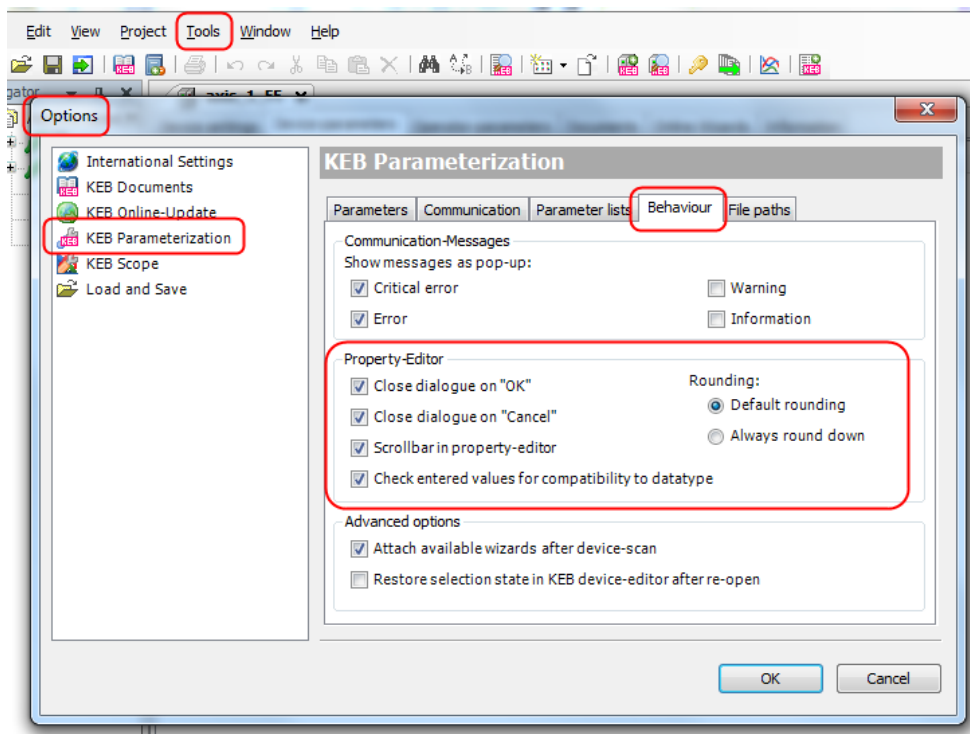 Edit View Project Tools Window Help
axis_1_FF
Options
International Settings
KEB Documents
KEB Online-Update
KEB Parameterization
KEB Scope
Load and Save
KEB Parameterization
Parameters Communication Parameter lists Behaviour File paths
Communication-Messages
Show messages as pop-up:
Critical error Warning
Error Information
Property-Editor
Close dialogue on "OK" Rounding:
Default rounding
Close dialogue on "Cancel"
Always round down
Scrollbar in property-editor
Check entered values for compatibility to datatype
Advanced options
Attach available wizards after device-scan
Restore selection state in KEB device-editor after re-open
OK Cancel